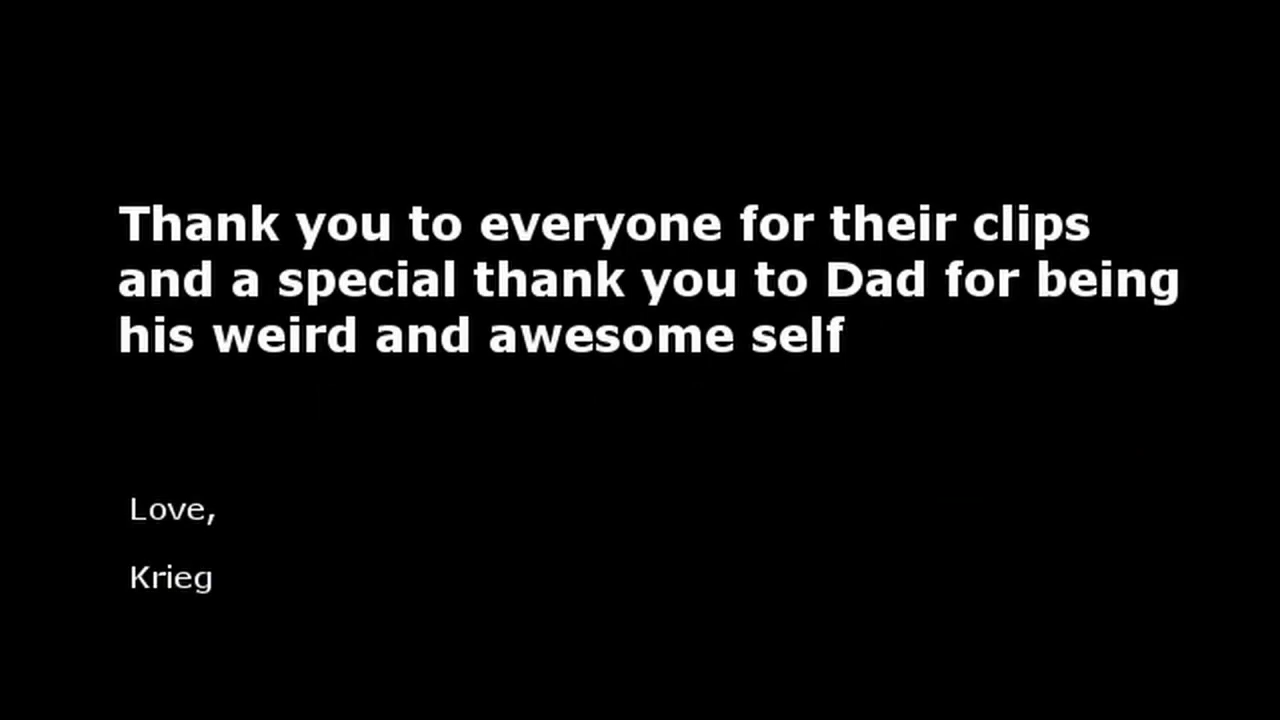 Thank you to everyone for their clips
and a special thank you to Dad for being
his weird and awesome self
Love,
Krieg